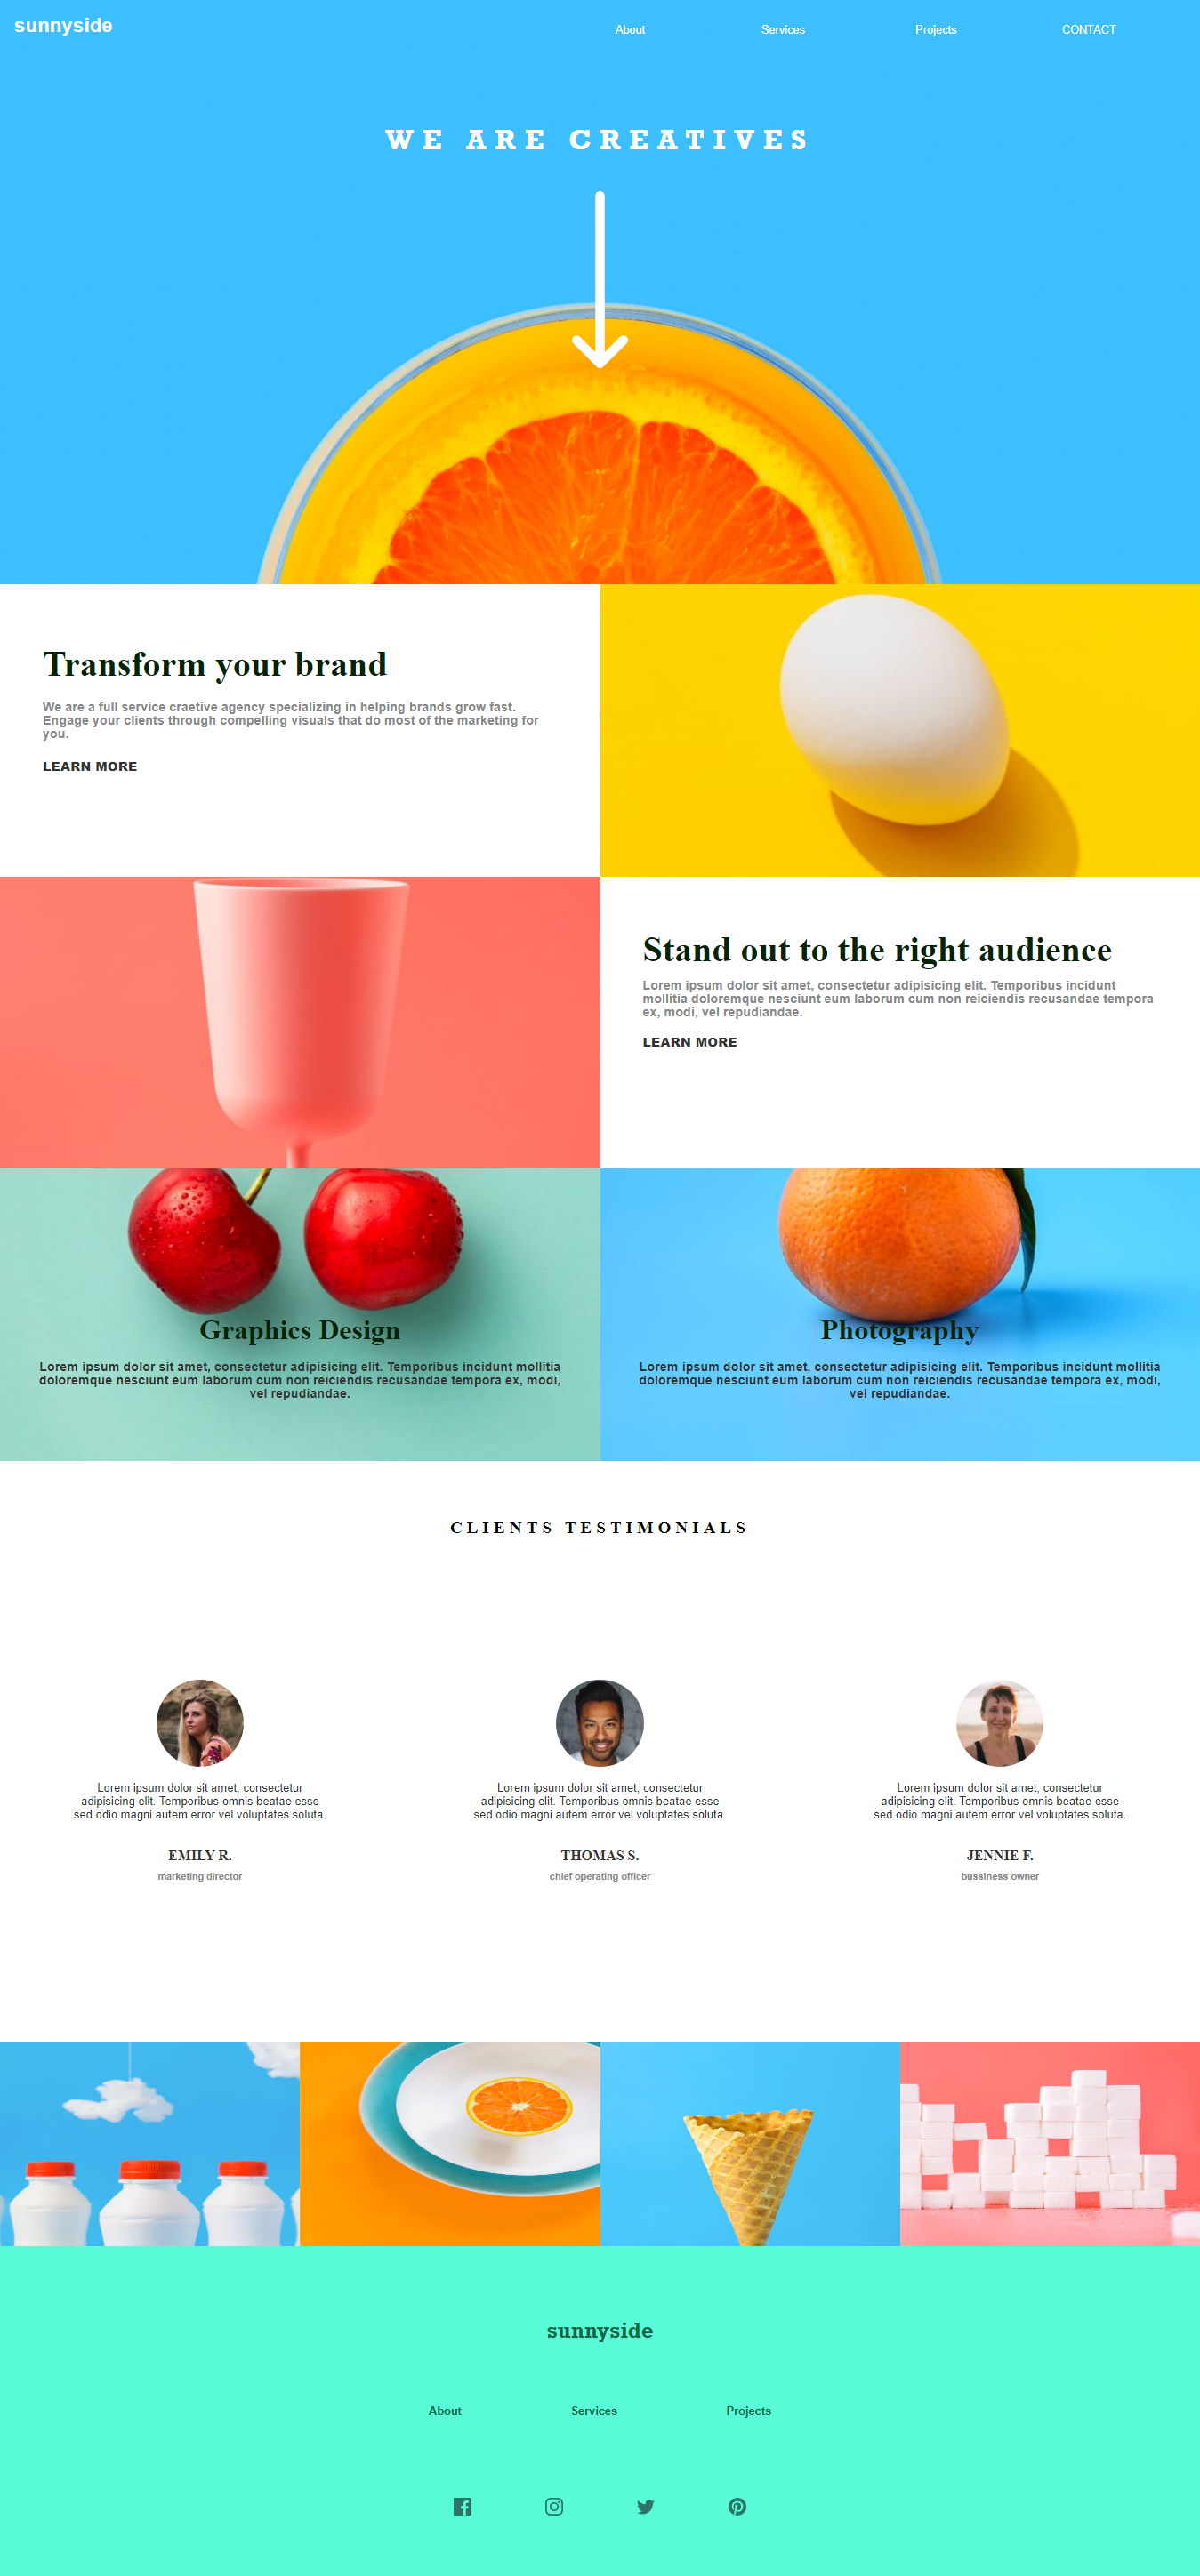 sunnyside
About Services Projects CONTACT
WE ARE CREATIVES
Transform your brand
We are a full service craetive agency specializing in helping brands grow fast.
Engage your clients through compelling visuals that do most of the marketing for
you.
LEARN MORE
Stand out to the right audience
Lorem ipsum dolor sit amet, consectetur adipisicing elit. Temporibus incidunt
mollitia doloremque nesciunt eum laborum cum non reiciendis recusandae tempora
ex, modi, vel repudiandae.
LEARN MORE
Graphics Design
Lorem ipsum dolor sit amet, consectetur adipisicing elit. Temporibus incidunt mollitia
doloremque nesciunt eum laborum cum non reiciendis recusandae tempora ex, modi,
vel repudiandae.
Photography
Lorem ipsum dolor sit amet, consectetur adipisicing elit. Temporibus incidunt mollitia
doloremque nesciunt eum laborum cum non reiciendis recusandae tempora ex, modi,
vel repudiandae.
CLIENTS TESTIMONIALS
Lorem ipsum dolor sit amet, consectetur
adipisicing elit. Temporibus omnis beatae esse
sed odio magni autem error vel voluptates soluta.
EMILY R.
marketing director
Lorem ipsum dolor sit amet, consectetur
adipisicing elit. Temporibus omnis beatae esse
sed odio magni autem error vel voluptates soluta.
THOMAS S.
chief operating officer
Lorem ipsum dolor sit amet, consectetur
adipisicing elit. Temporibus omnis beatae esse
sed odio magni autem error vel voluptates soluta.
JENNIE F.
bussiness owner
sunnyside
About Services Projects